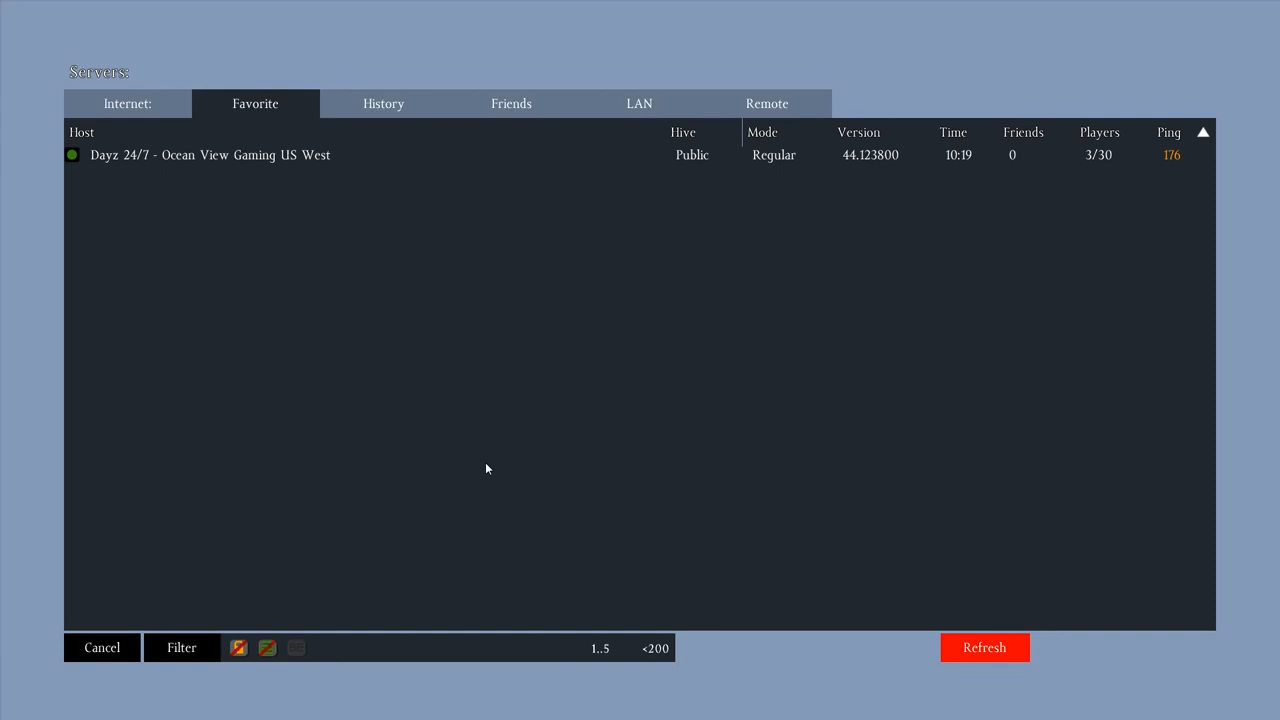 Servers:
Internet: Favorite History Friends LAN Remote
Host Hive Mode Version Time Friends Players Ping
Dayz 24/7 - Ocean View Gaming US West Public Regular 44.123800 10:19 0 3/30 176
Cancel Filter 1..5 <200 Refresh